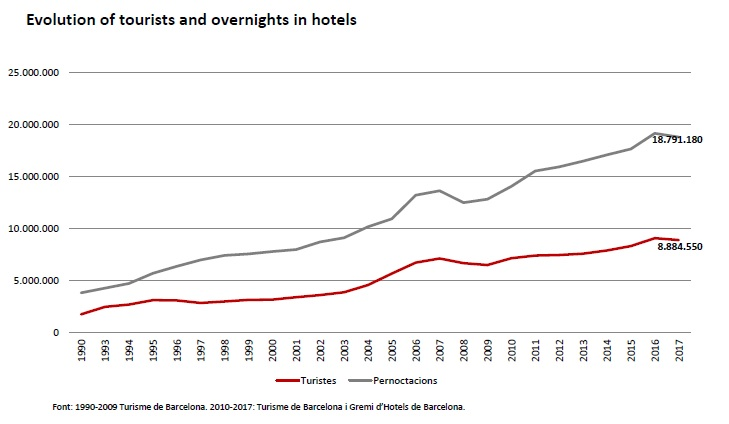 Evolution of tourists and overnights in hotels
25.000.000
20.000.000
18.791.180
15.000.000
10.000.000
8.884.550
5.000.000
0
1990 1993 1994 1995 1996 1997 1998 1999 2000 2001 2002 2003 2004 2005 2006 2007 2008 2009 2010 2011 2012 2013 2014 2015 2016 2017
Turistes Pernoctacions
Font: 1990-2009 Turisme de Barcelona. 2010-2017: Turisme de Barcelona i Gremi d'Hotels de Barcelona.